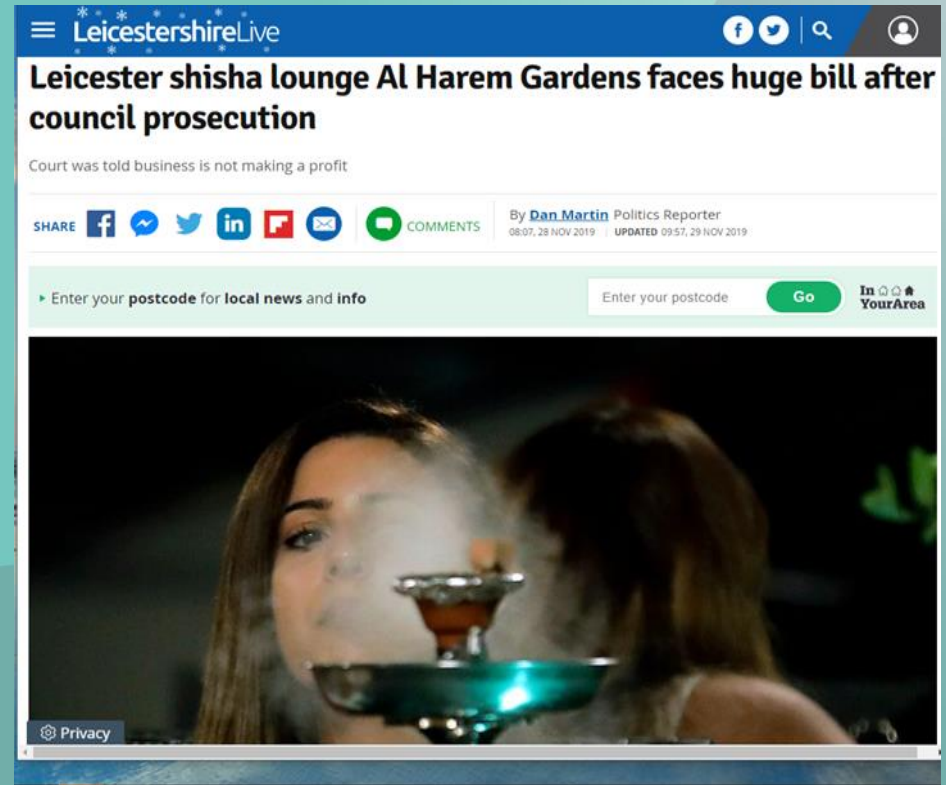 LeicestershireLive
Leicester shisha lounge Al Harem Gardens faces huge bill after
council prosecution
Court was told business is not making a profit
SHARE
COMMENTS
By Dan Martin Politics Reporter
08:07, 28 NOV 2019 | UPDATED 09:57, 29 NOV 2019
Enter your postcode for local news and info
Enter your postcode
Go
In
YourArea
Privacy